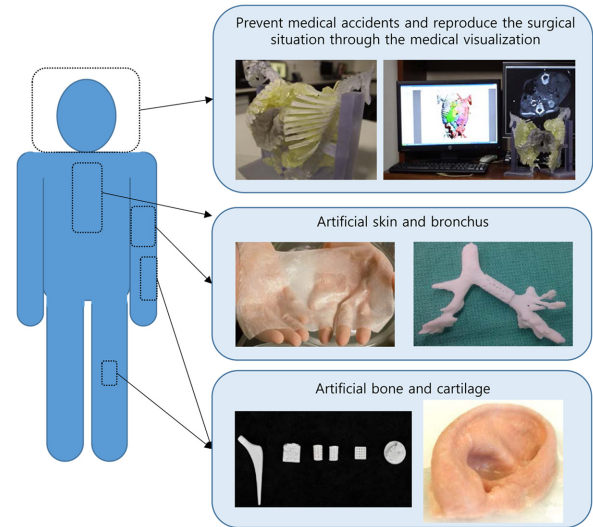 Prevent medical accidents and reproduce the surgical
situation through the medical visualization
Artificial skin and bronchus
Artificial bone and cartilage